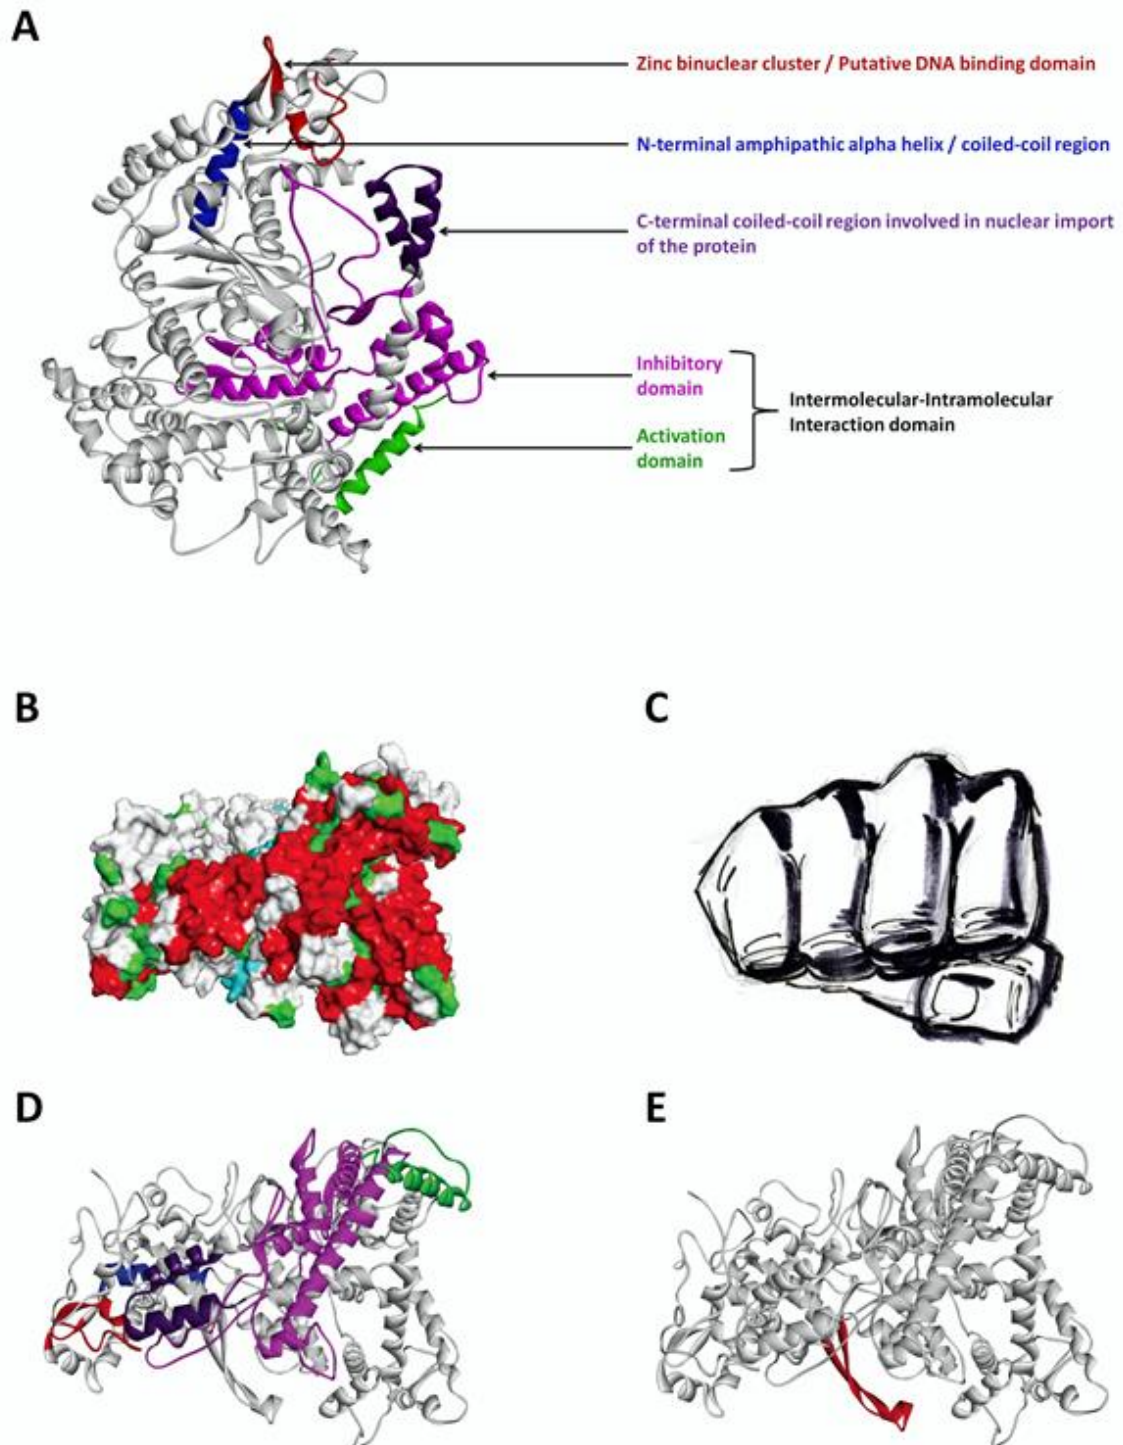 A
Zinc binuclear cluster / Putative DNA binding domain
N-terminal amphipathic alpha helix / coiled-coil region
C-terminal coiled-coil region involved in nuclear import
of the protein
Inhibitory
domain
Intermolecular-Intramolecular
Interaction domain
Activation
domain
B
C
D
E